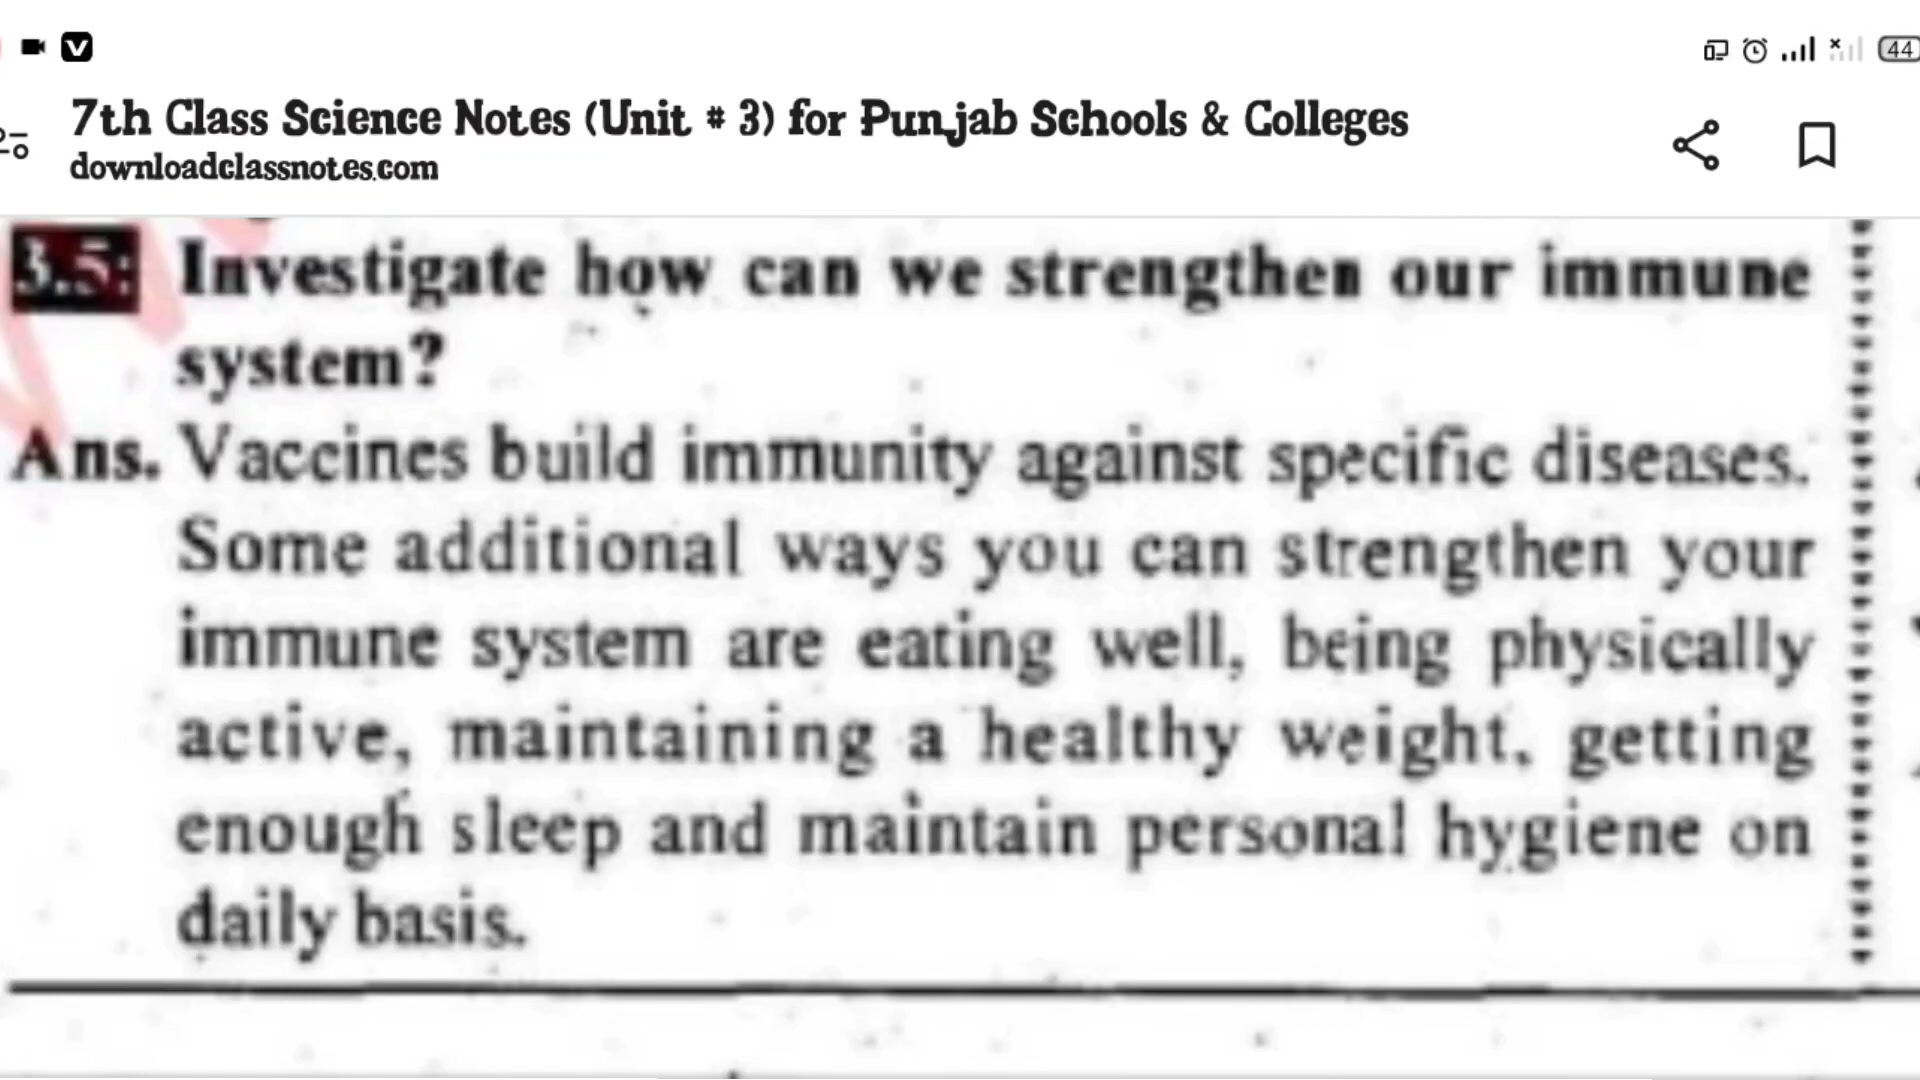 V
44
7th Class Science Notes (Unit # 3) for Punjab Schools & Colleges
downloadclassnotes.com
3.5: Investigate how can we strengthen our immune
system?
Ans. Vaccines build immunity against specific diseases.
Some additional ways you can strengthen your
immune system are eating well, being physically
active, maintaining a healthy weight, getting
enough sleep and maintain personal hygiene on
daily basis.